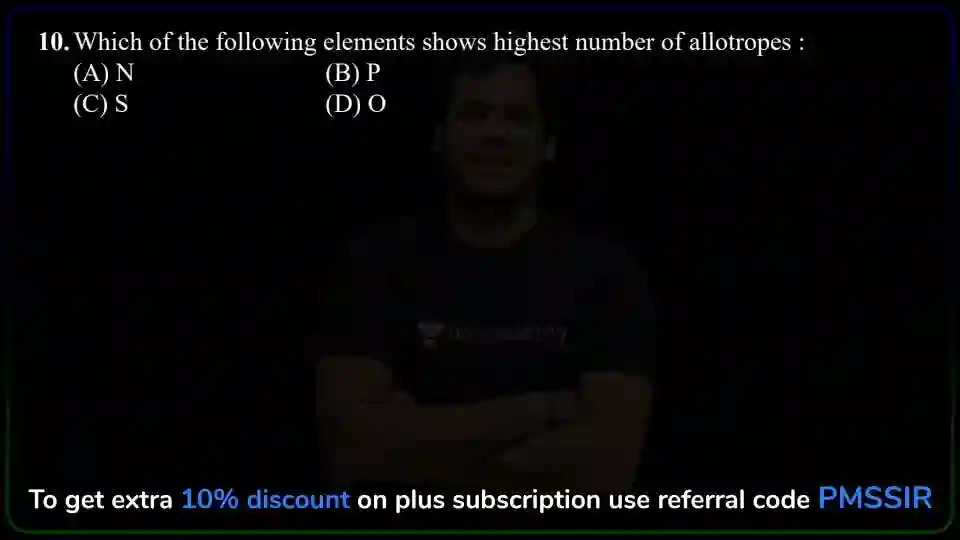 10. Which of the following elements shows highest number of allotropes :
(A) N (B) P
(C) S (D) O
To get extra 10% discount on plus subscription use referral code PMSSIR